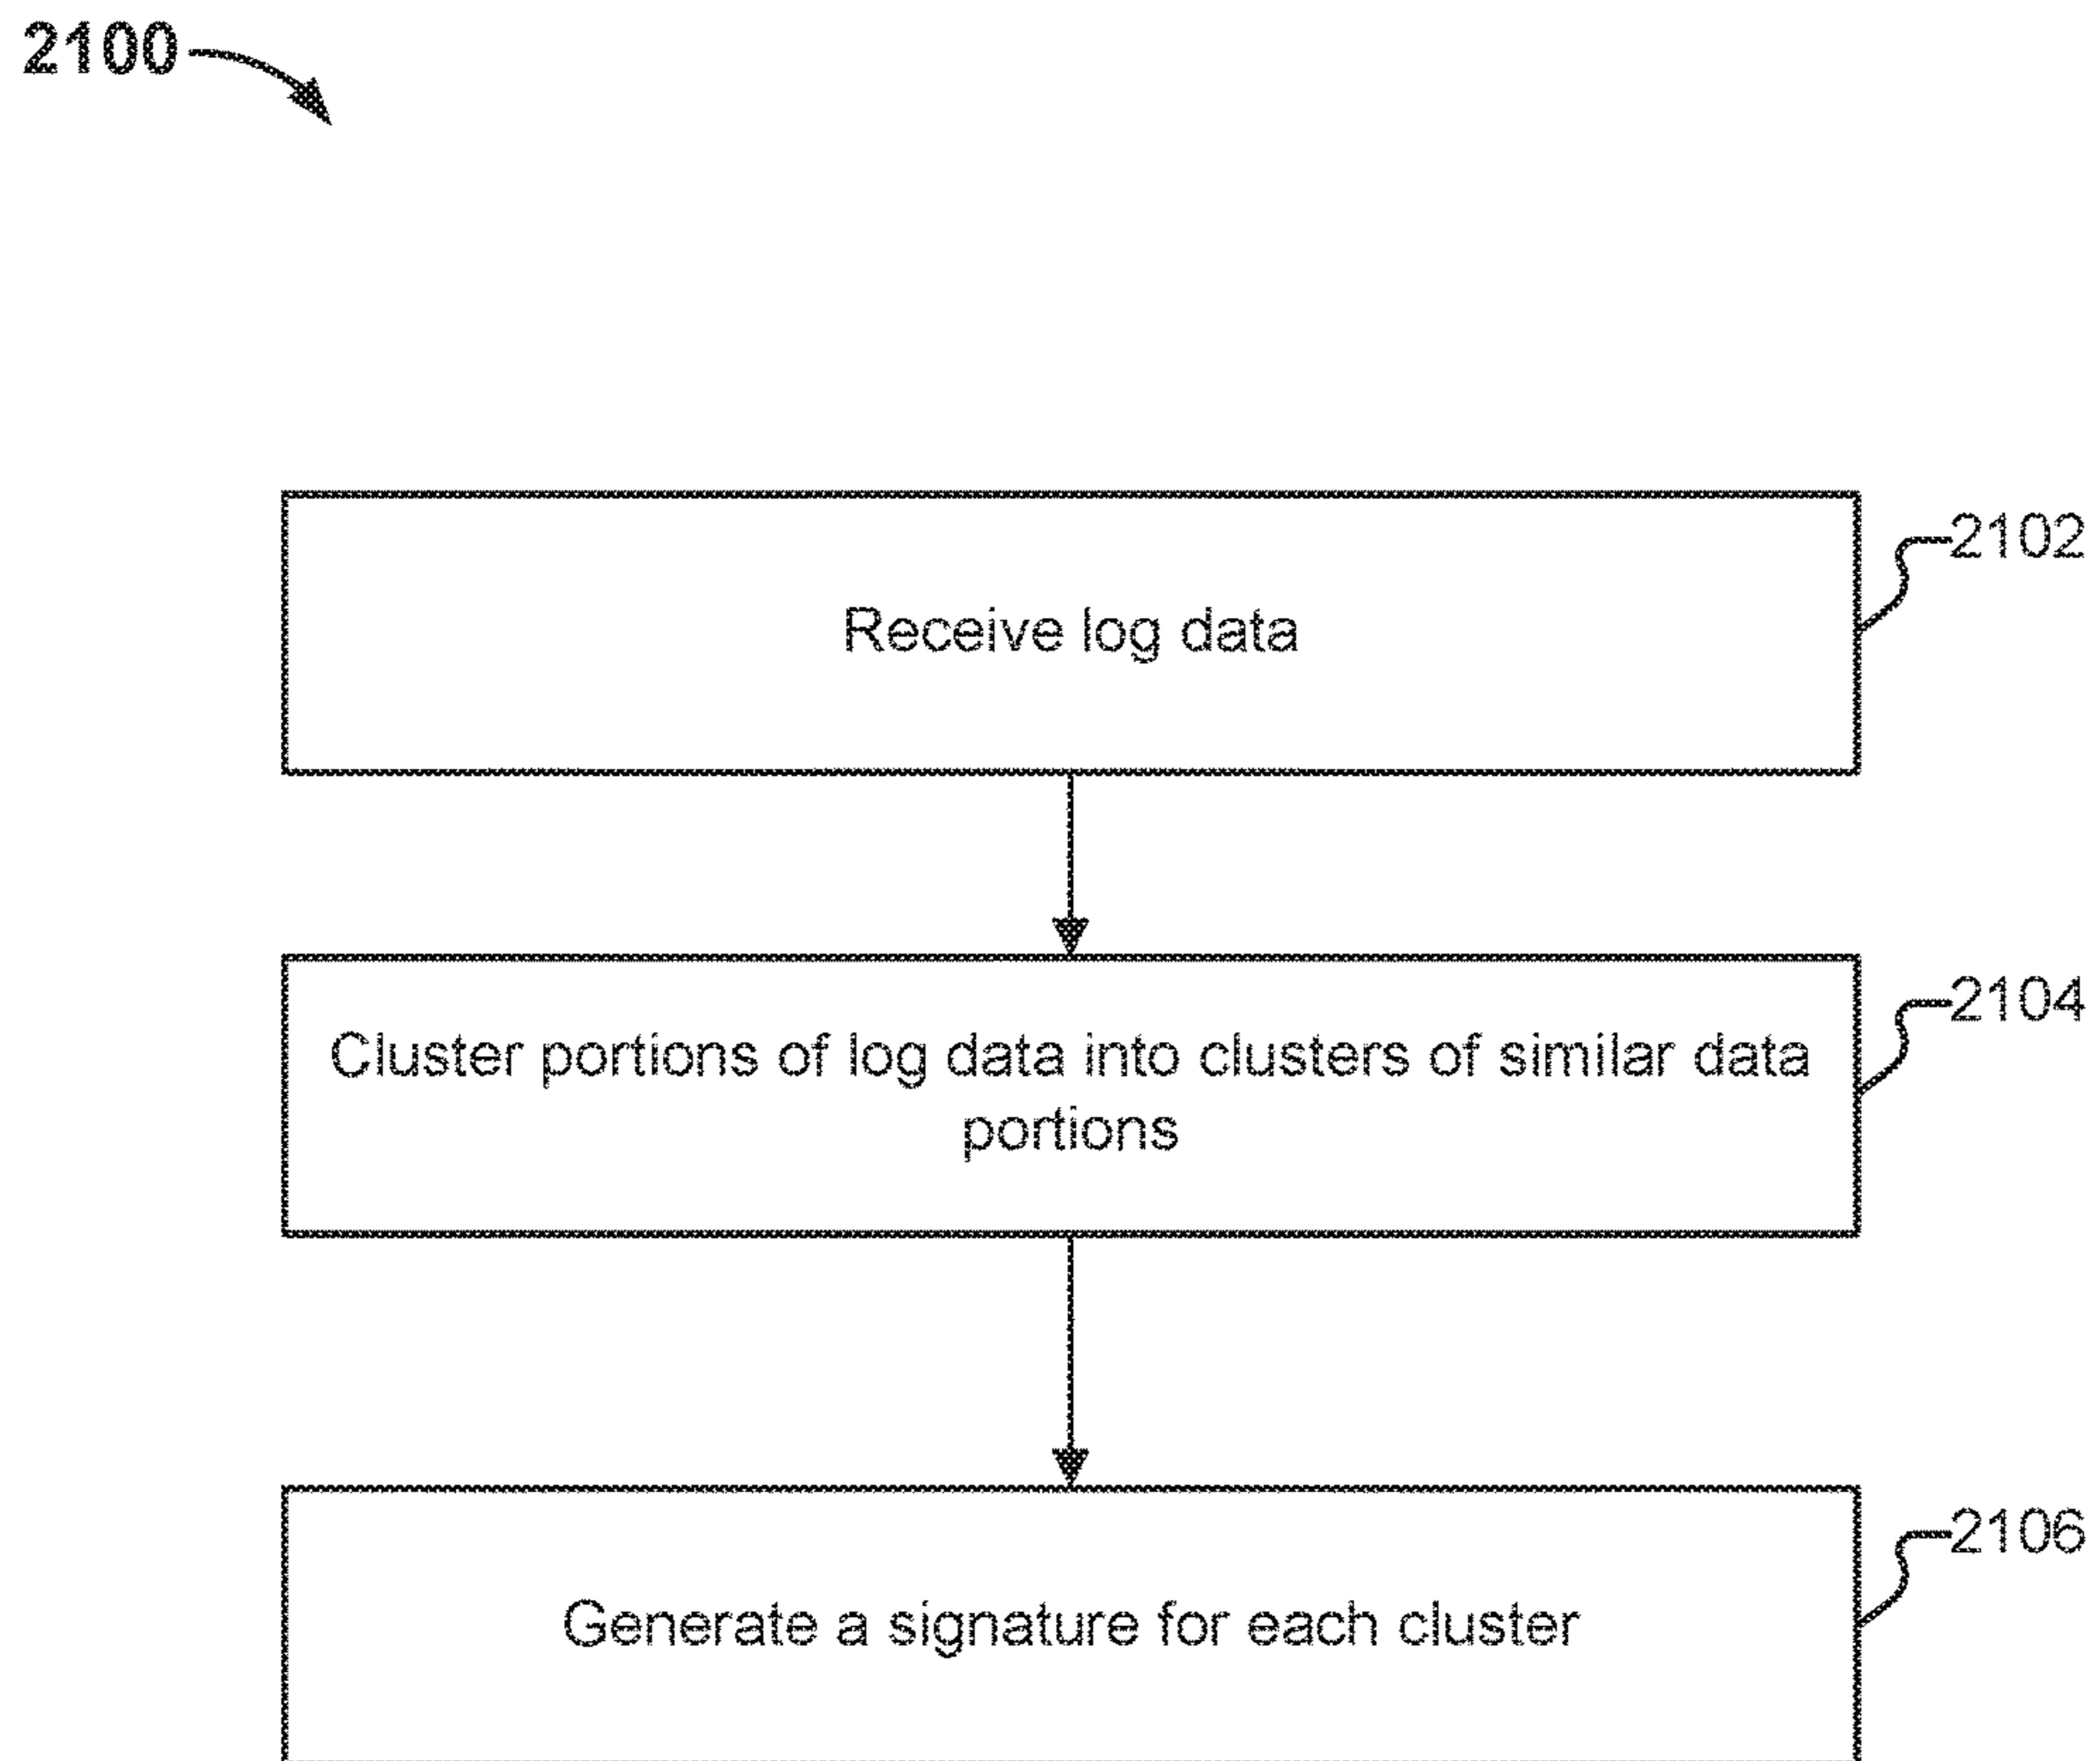 2100
Receive log data
2102
Cluster portions of log data into clusters of similar data
portions
2104
Generate a signature for each cluster
2106